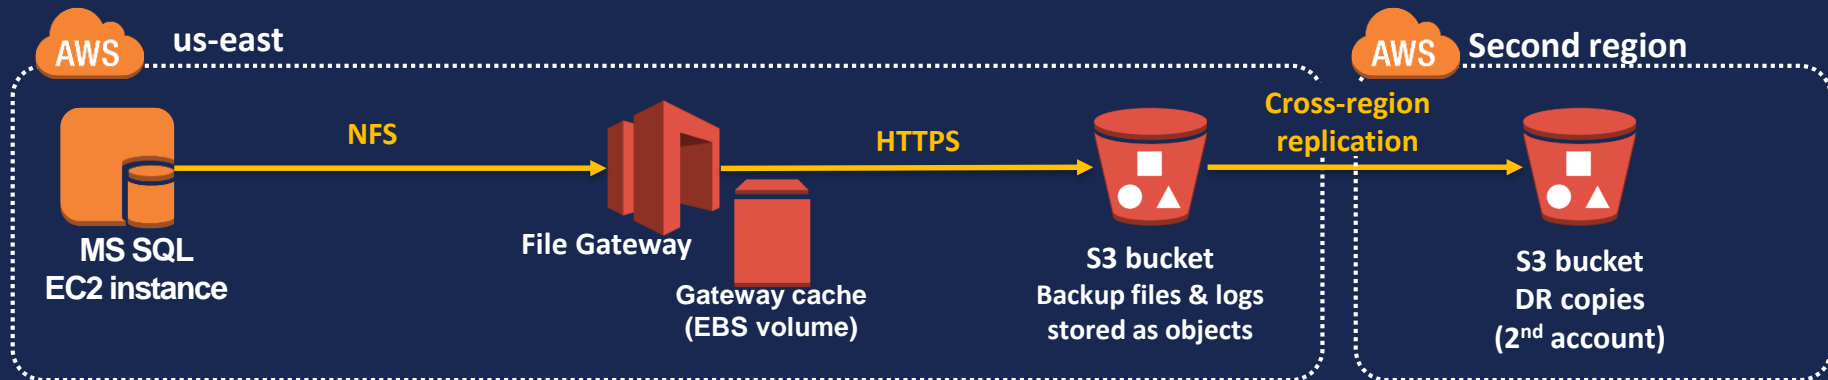 AWS
us-east
AWS
Second region
NFS
HTTPS
Cross-region
replication
MS SQL
EC2 instance
File Gateway
Gateway cache
(EBS volume)
S3 bucket
Backup files & logs
stored as objects
S3 bucket
DR copies
(2nd account)